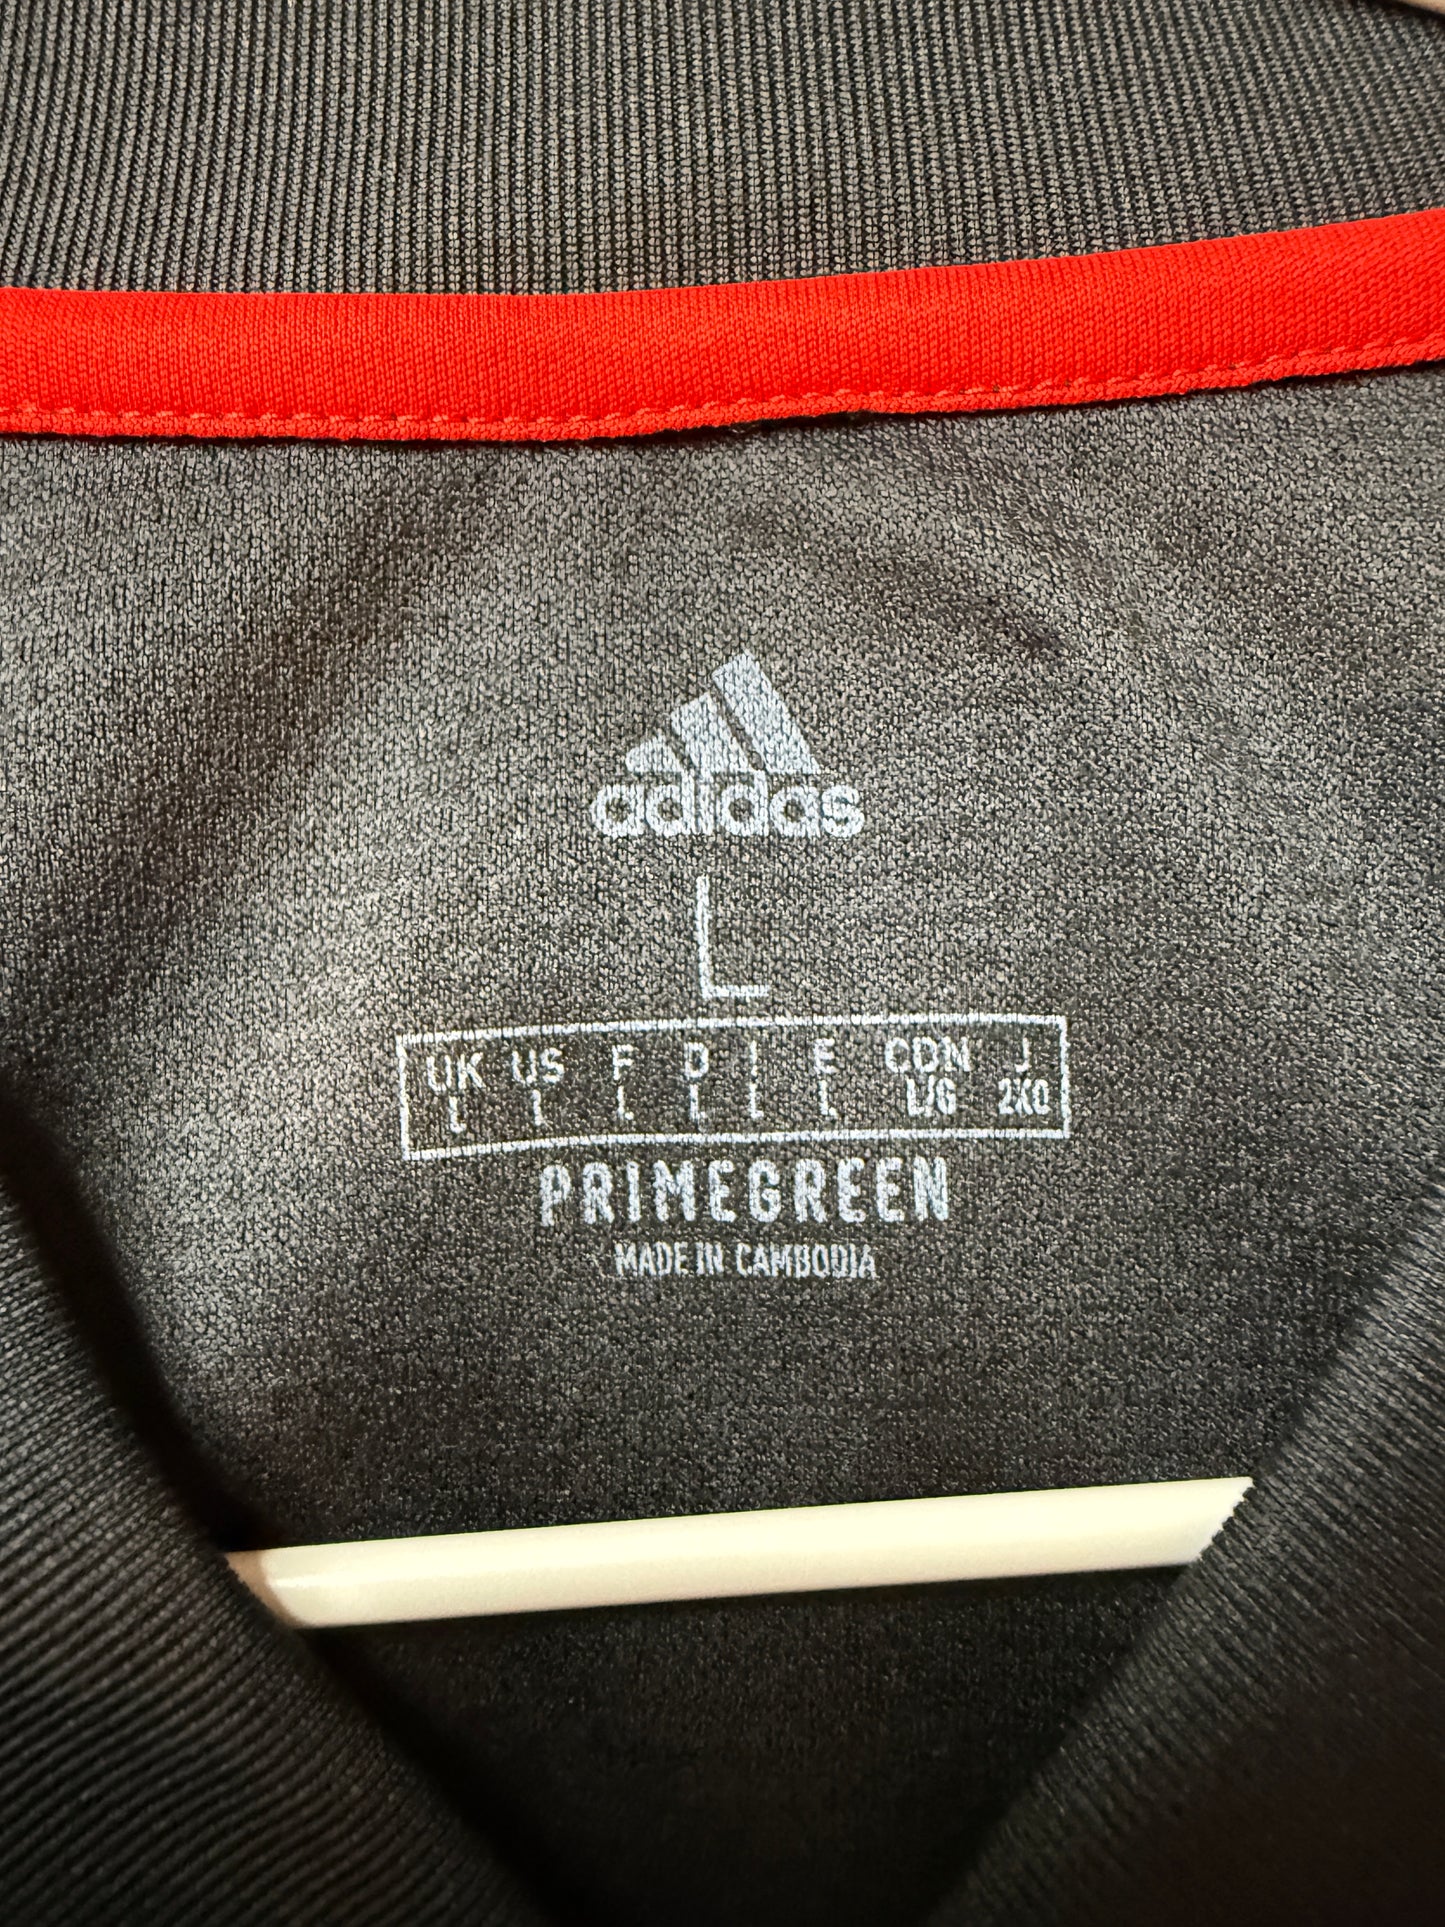 adidas
L
UK US F D I E CDN J
L L L L L L L/G 2XO
PRIMEGREEN
MADE IN CAMBODIA